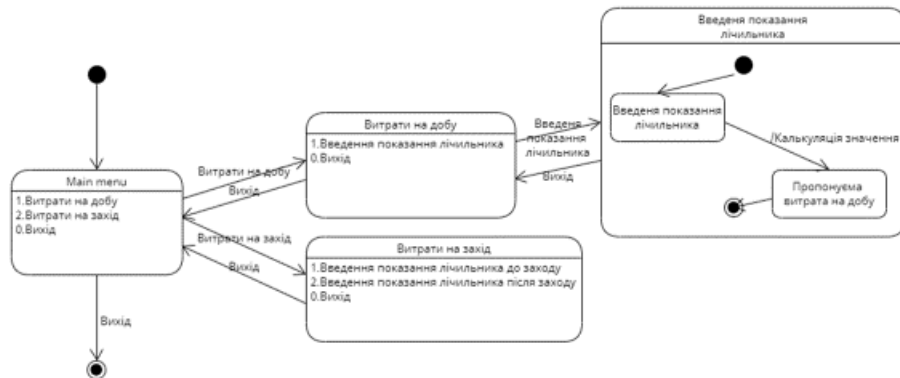 Введеня показання
лічильника
Введеня показання
лічильника
/Калькуляція значення
Пропонуєма
витрата на добу
Витрати на добу
1.Введення показання лічильника
0.Вихід
Введеня
показання
лічильника
Вихід
Main menu
1.Витрати на добу
2.Витрати на захід
0.Вихід
Витрати на добу
Вихід
Витрати на захід
Вихід
Витрати на захід
1.Введення показання лічильника до заходу
2.Введення показання лічильника після заходу
0.Вихід
Вихід